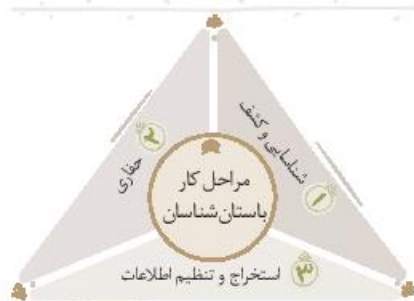 مراحل کار
باستان‌شناسان
۱ شناسایی و کشف
۲ حفاری
۳ استخراج و تنظیم اطلاعات